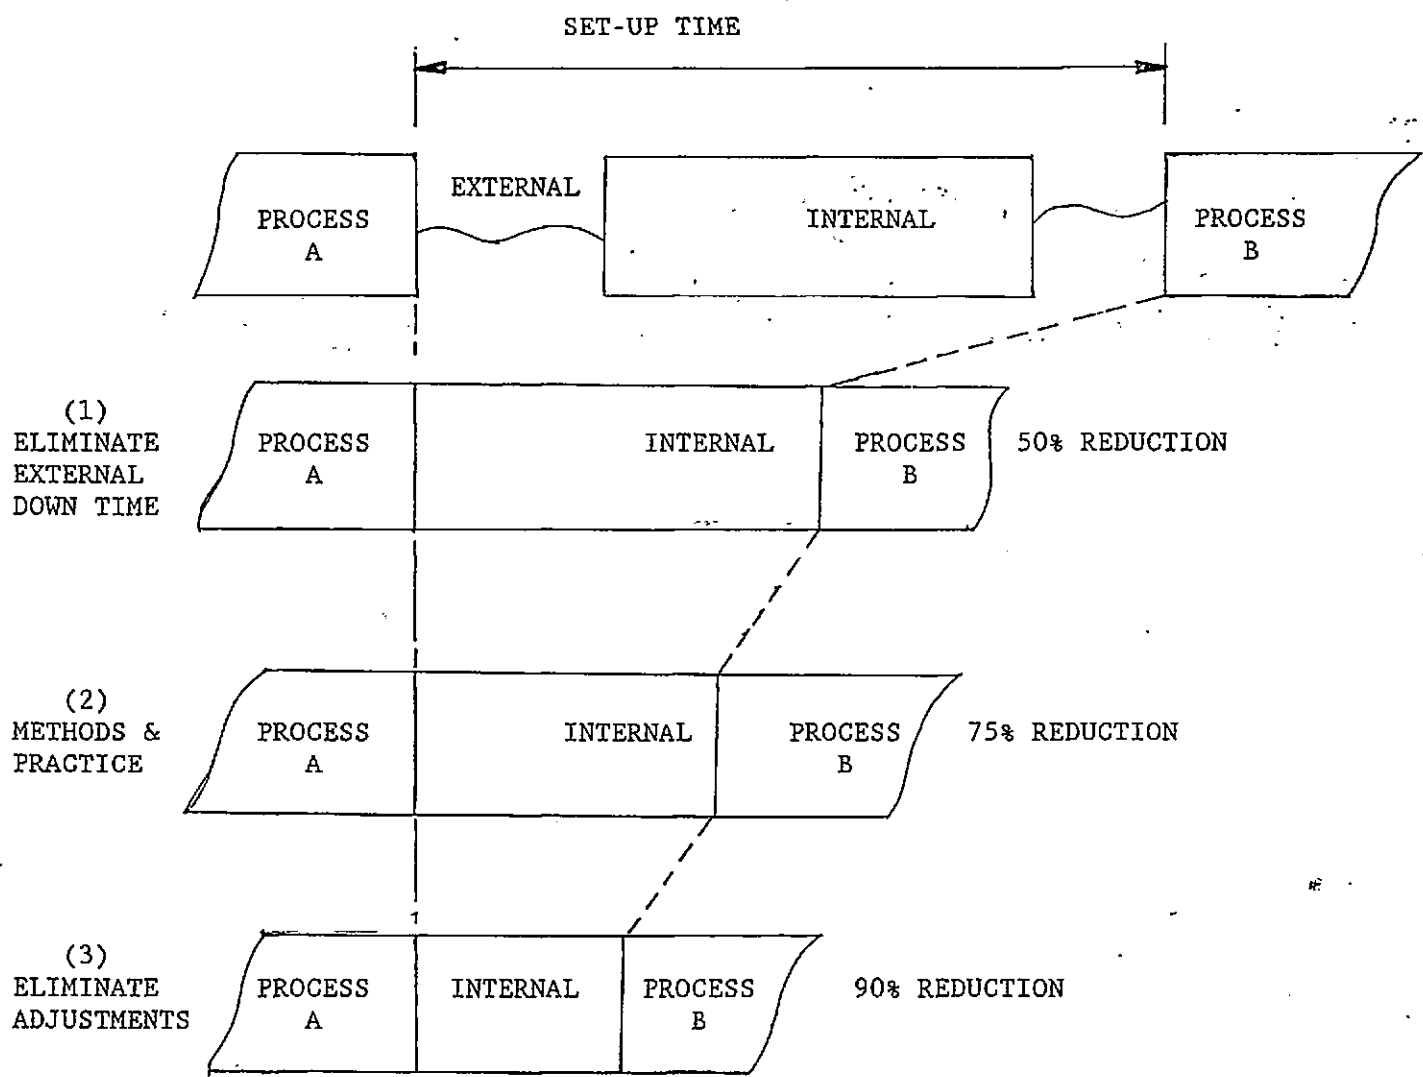 SET-UP TIME
EXTERNAL
PROCESS
A
INTERNAL
PROCESS
B
(1)
ELIMINATE
EXTERNAL
DOWN TIME
PROCESS
A
INTERNAL
PROCESS
B
50% REDUCTION
(2)
METHODS &
PRACTICE
PROCESS
A
INTERNAL
PROCESS
B
75% REDUCTION
(3)
ELIMINATE
ADJUSTMENTS
PROCESS
A
INTERNAL
PROCESS
B
90% REDUCTION